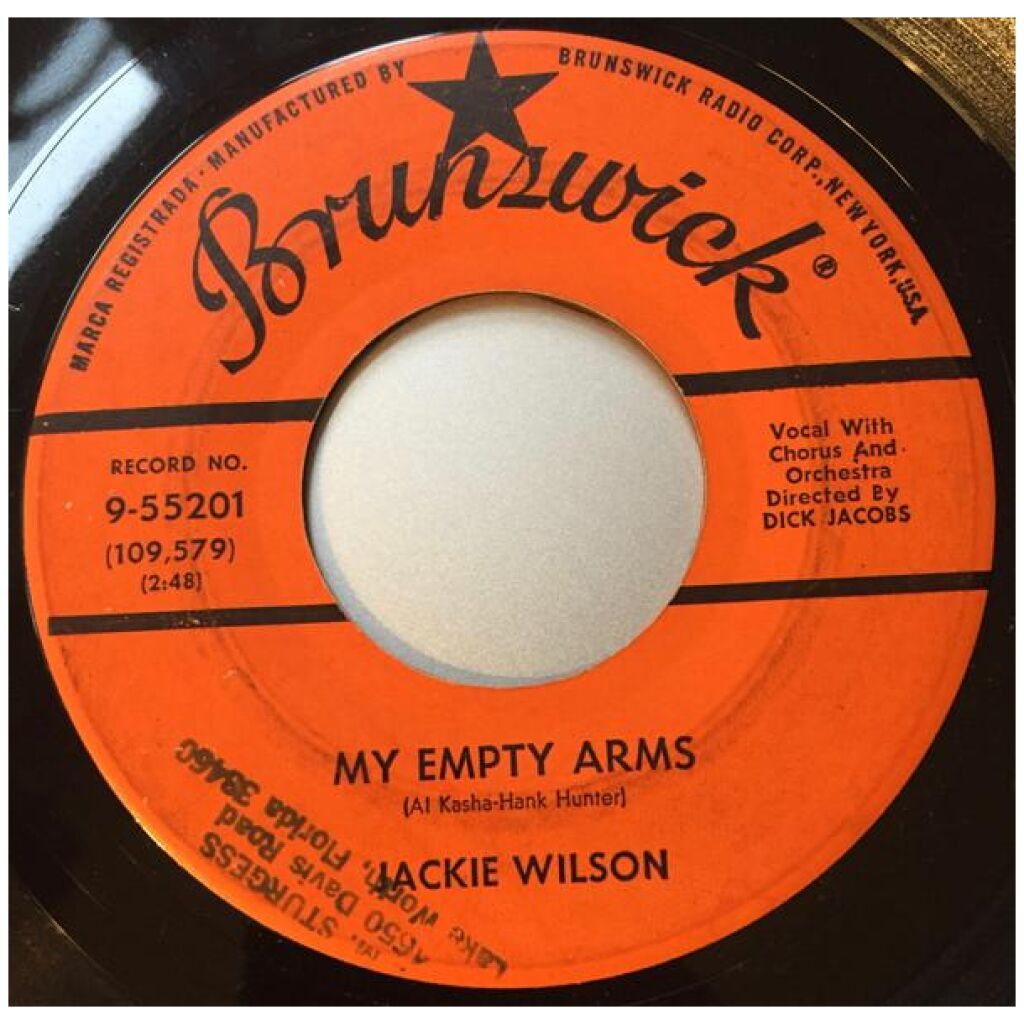 MARCA REGISTRADA · MANUFACTURED BY BRUNSWICK RADIO CORP., NEW YORK, USA
Brunswick®
RECORD NO.
9-55201
(109,579)
(2:48)
Vocal With
Chorus And
Orchestra
Directed By
DICK JACOBS
MY EMPTY ARMS
(Al Kasha-Hank Hunter)
JACKIE WILSON
STURGESS
1650 Davis Road
Lake Worth, Florida 33460